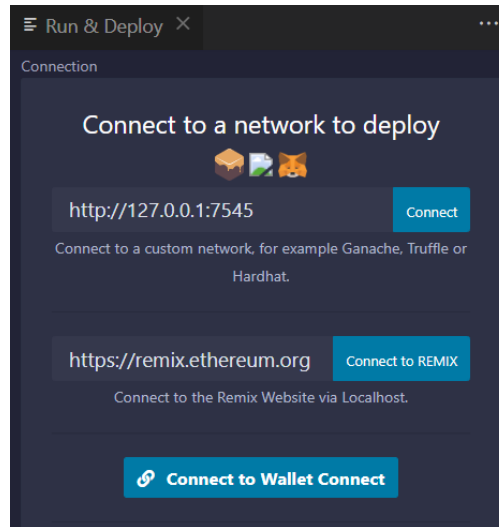 Run & Deploy
Connection
Connect to a network to deploy
http://127.0.0.1:7545
Connect
Connect to a custom network, for example Ganache, Truffle or
Hardhat.
https://remix.ethereum.org
Connect to REMIX
Connect to the Remix Website via Localhost.
Connect to Wallet Connect